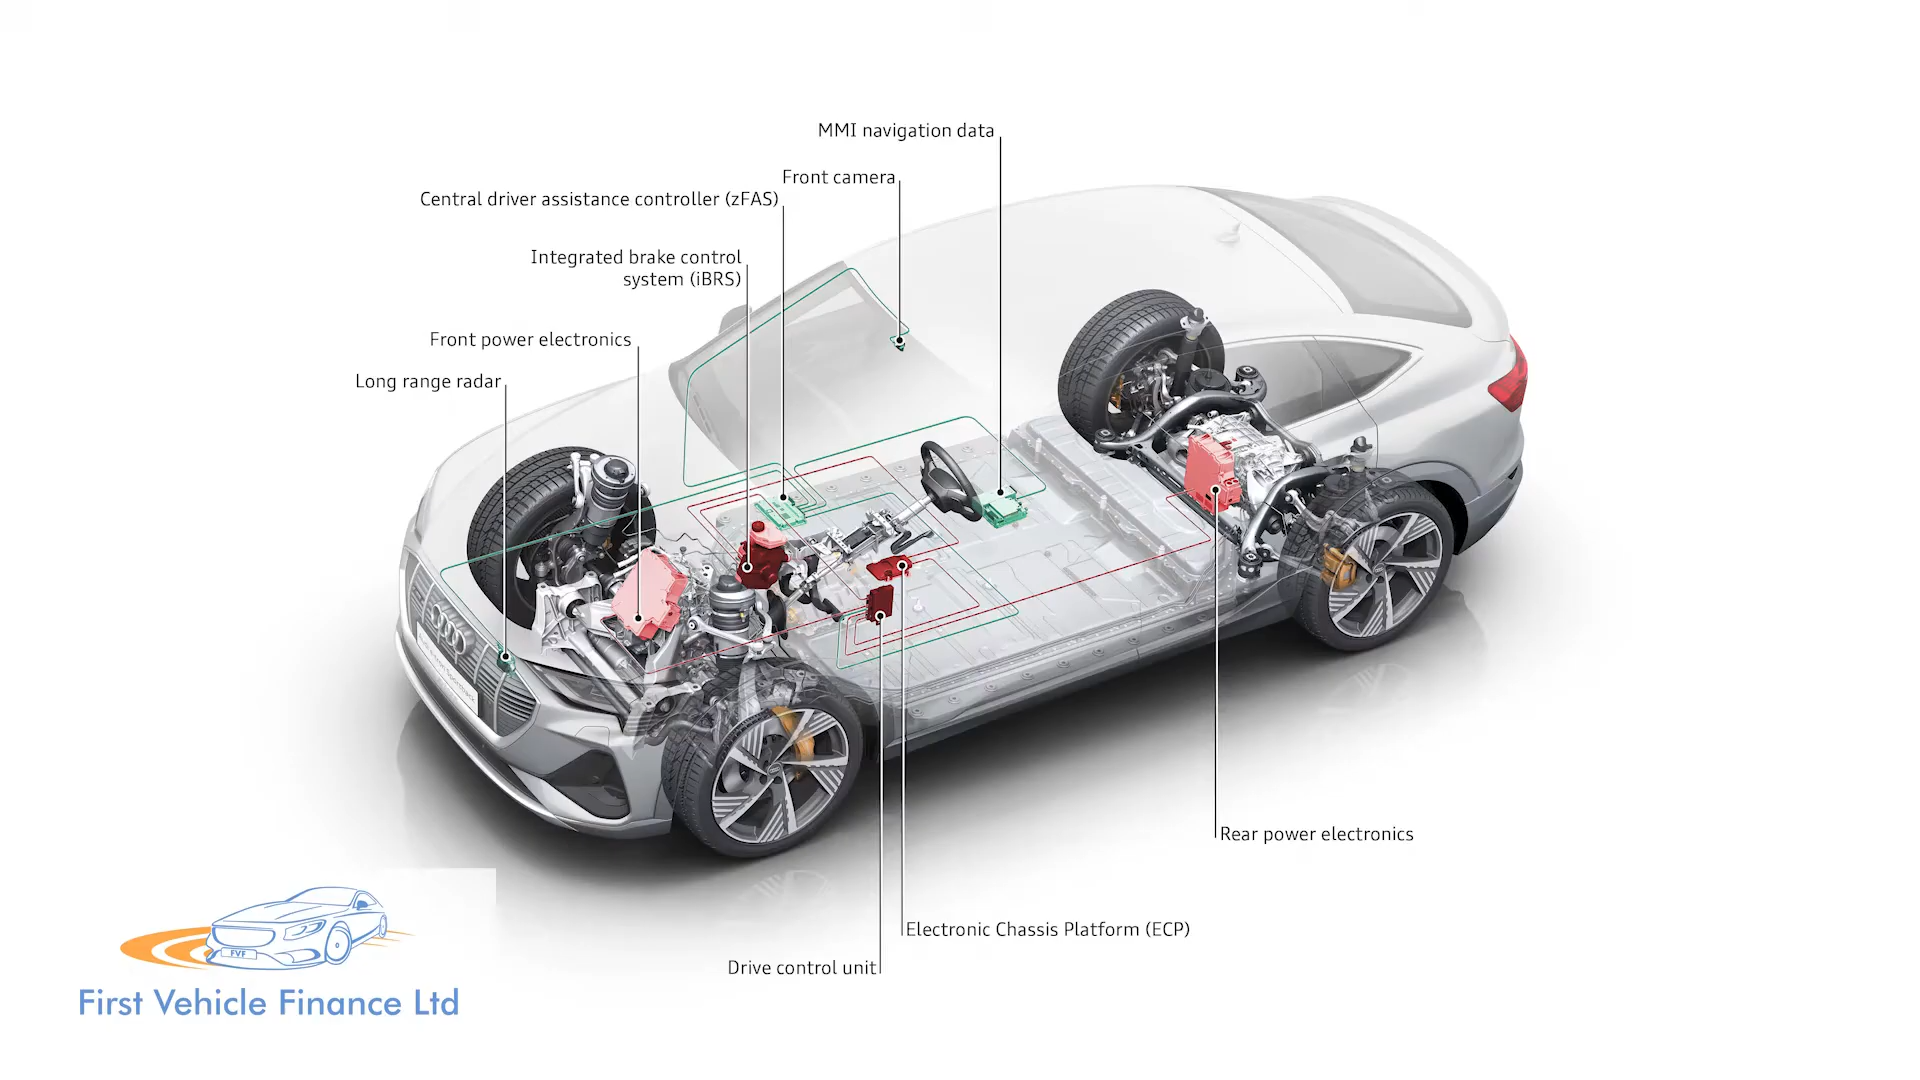 MMI navigation data
Front camera
Central driver assistance controller (zFAS)
Integrated brake control
system (iBRS)
Front power electronics
Long range radar
Rear power electronics
Electronic Chassis Platform (ECP)
Drive control unit
FVF
First Vehicle Finance Ltd